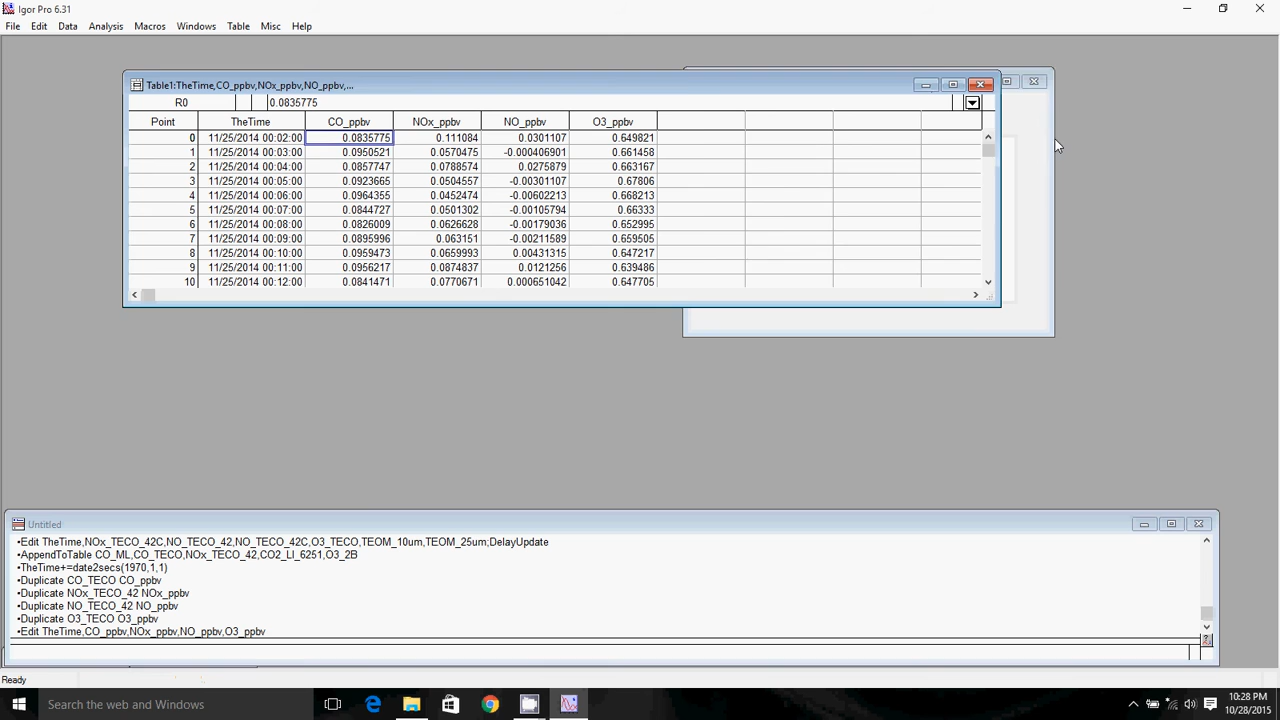 Igor Pro 6.31
File Edit Data Analysis Macros Windows Table Misc Help
Table1:TheTime,CO_ppbv,NOx_ppbv,NO_ppbv,...
R0 0.0835775
Point TheTime CO_ppbv NOx_ppbv NO_ppbv O3_ppbv
0 11/25/2014 00:02:00 0.0835775 0.111084 0.0301107 0.649821
1 11/25/2014 00:03:00 0.0950521 0.0570475 -0.000406901 0.661458
2 11/25/2014 00:04:00 0.0857747 0.0788574 0.0275879 0.663167
3 11/25/2014 00:05:00 0.0923665 0.0504557 -0.00301107 0.67806
4 11/25/2014 00:06:00 0.0964355 0.0452474 -0.00602213 0.668213
5 11/25/2014 00:07:00 0.0844727 0.0501302 -0.00105794 0.66333
6 11/25/2014 00:08:00 0.0826009 0.0626628 -0.00179036 0.652995
7 11/25/2014 00:09:00 0.0895996 0.063151 -0.00211589 0.659505
8 11/25/2014 00:10:00 0.0959473 0.0659993 0.00431315 0.647217
9 11/25/2014 00:11:00 0.0956217 0.0874837 0.0121256 0.639486
10 11/25/2014 00:12:00 0.0841471 0.0770671 0.000651042 0.647705
Untitled
•Edit TheTime,NOx_TECO_42C,NO_TECO_42,NO_TECO_42C,O3_TECO,TEOM_10um,TEOM_25um;DelayUpdate
•AppendToTable CO_ML,CO_TECO,NOx_TECO_42,CO2_LI_6251,O3_2B
•TheTime+=date2secs(1970,1,1)
•Duplicate CO_TECO CO_ppbv
•Duplicate NOx_TECO_42 NOx_ppbv
•Duplicate NO_TECO_42 NO_ppbv
•Duplicate O3_TECO O3_ppbv
•Edit TheTime,CO_ppbv,NOx_ppbv,NO_ppbv,O3_ppbv
Ready
Search the web and Windows
10:28 PM
10/28/2015